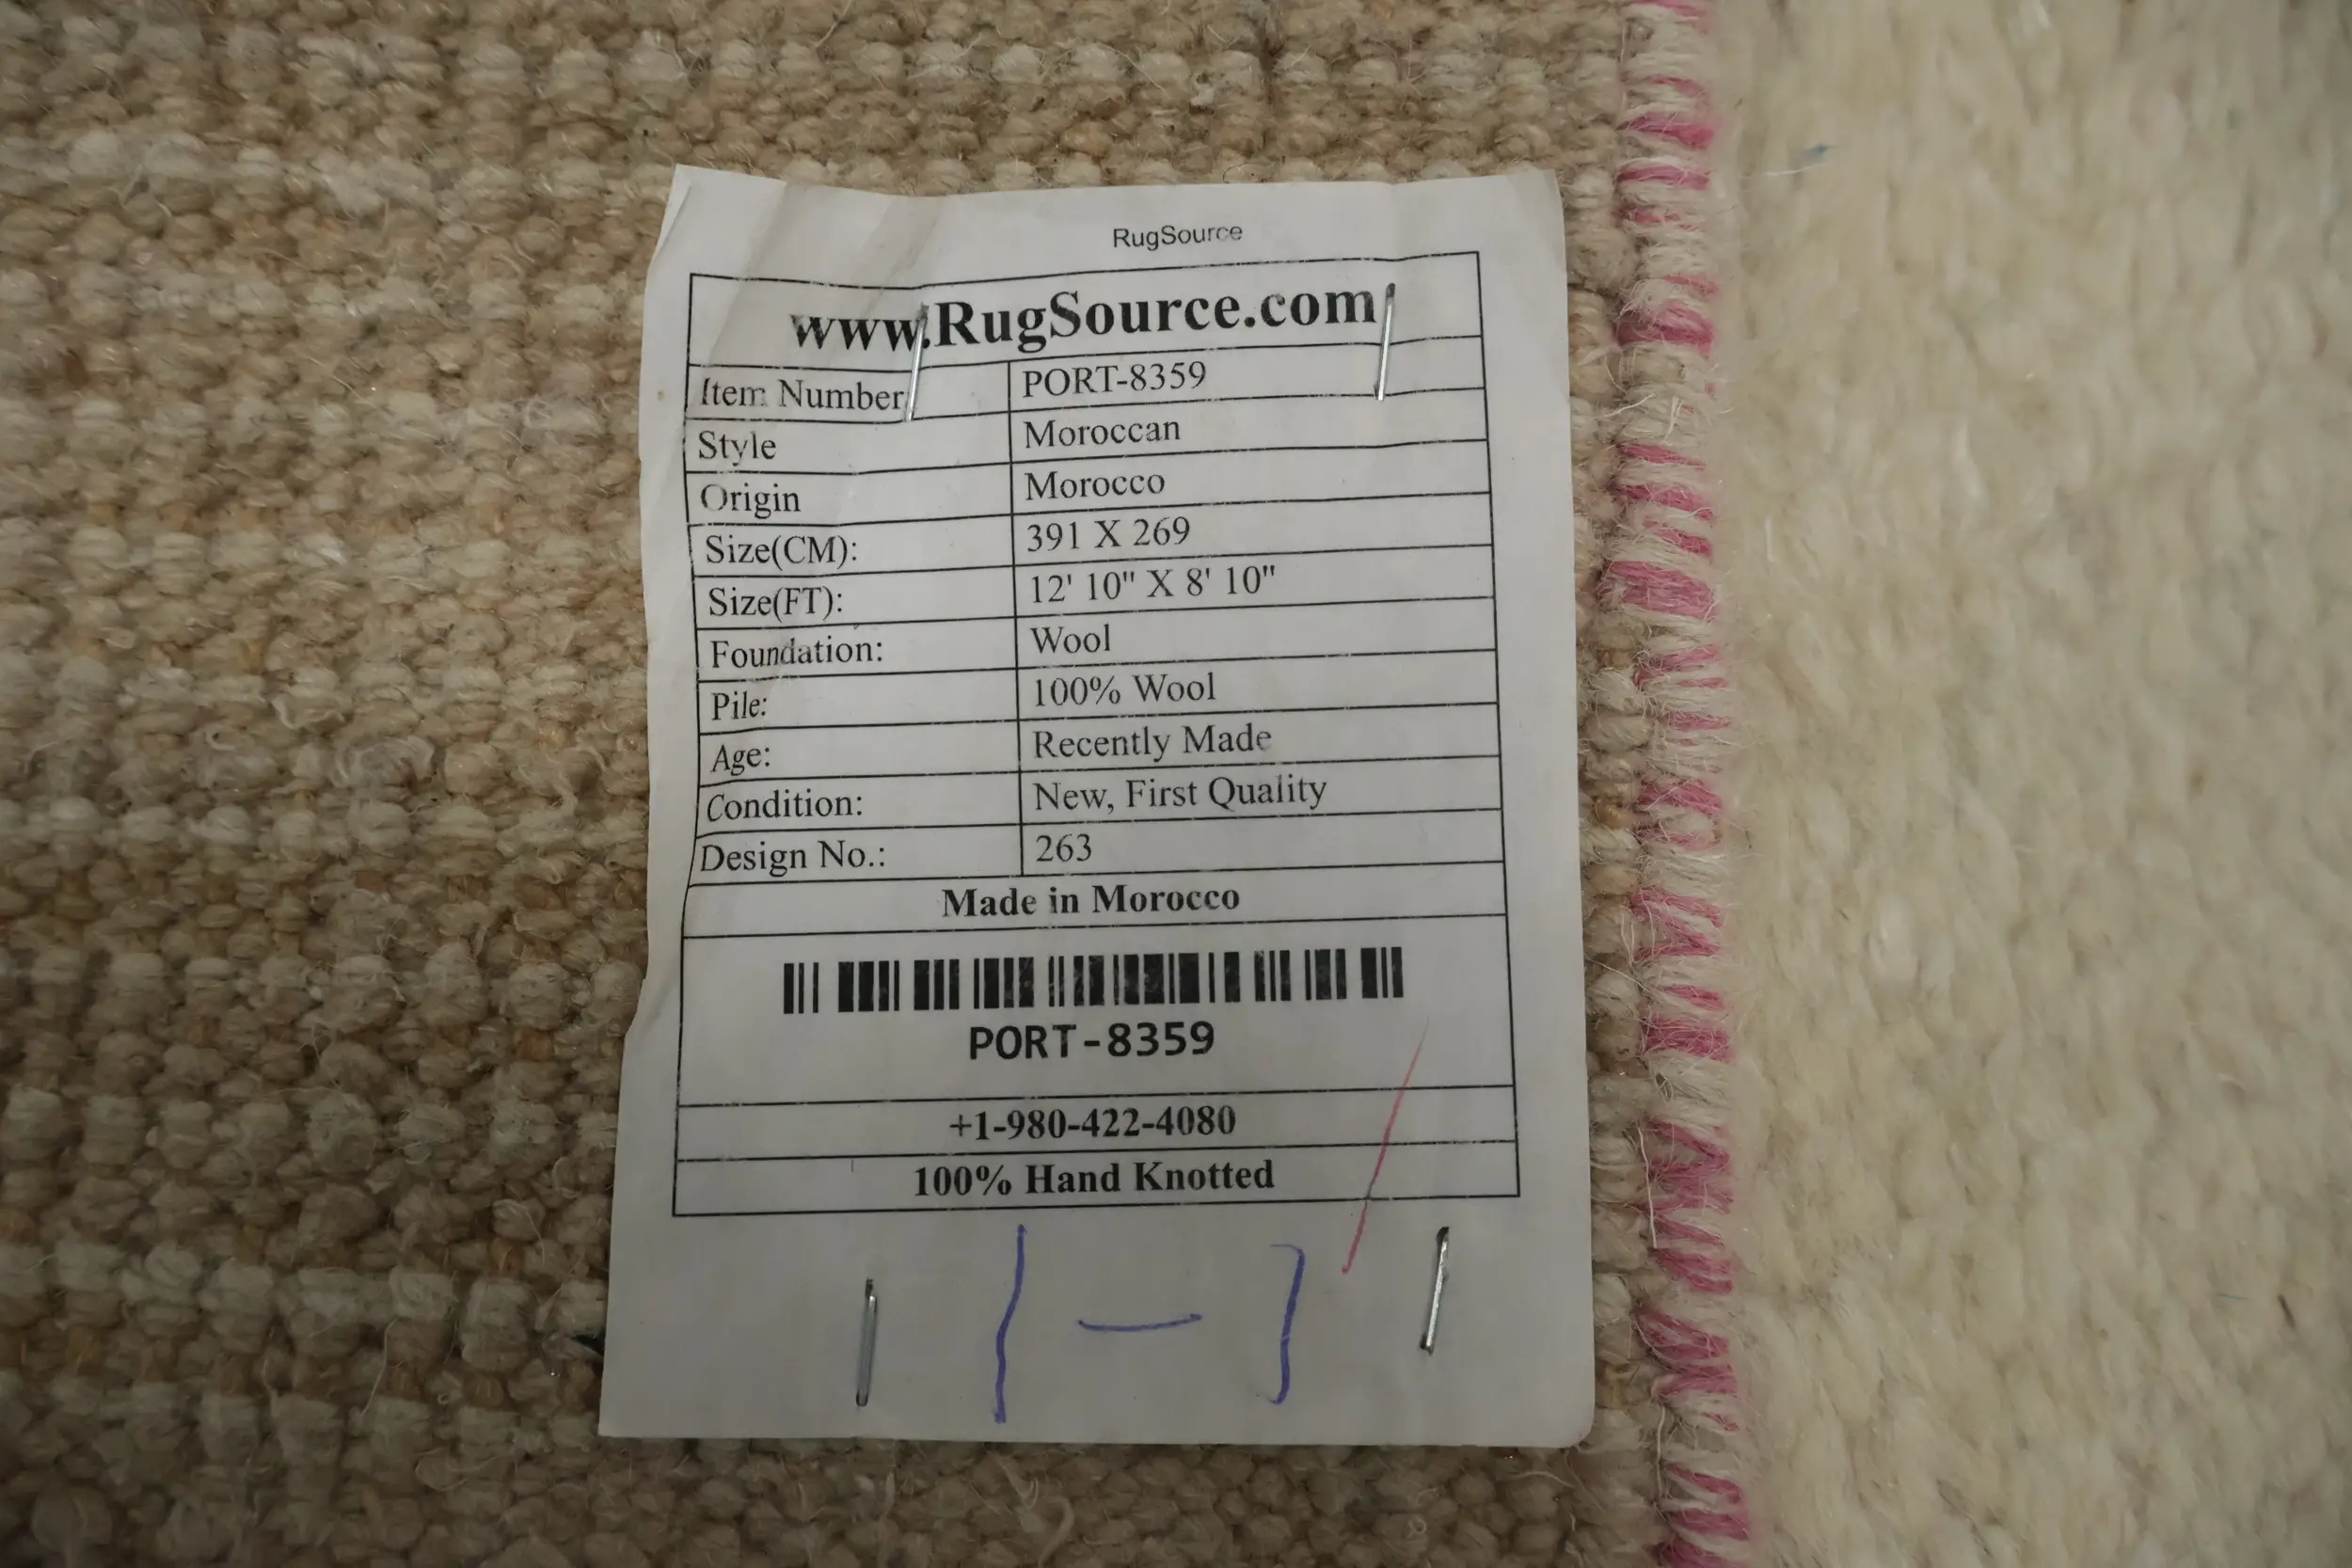 RugSource
www.RugSource.com
Item Number PORT-8359
Style Moroccan
Origin Morocco
Size(CM): 391 X 269
Size(FT): 12' 10" X 8' 10"
Foundation: Wool
Pile: 100% Wool
Age: Recently Made
Condition: New, First Quality
Design No.: 263
Made in Morocco
PORT-8359
+1-980-422-4080
100% Hand Knotted
1-1